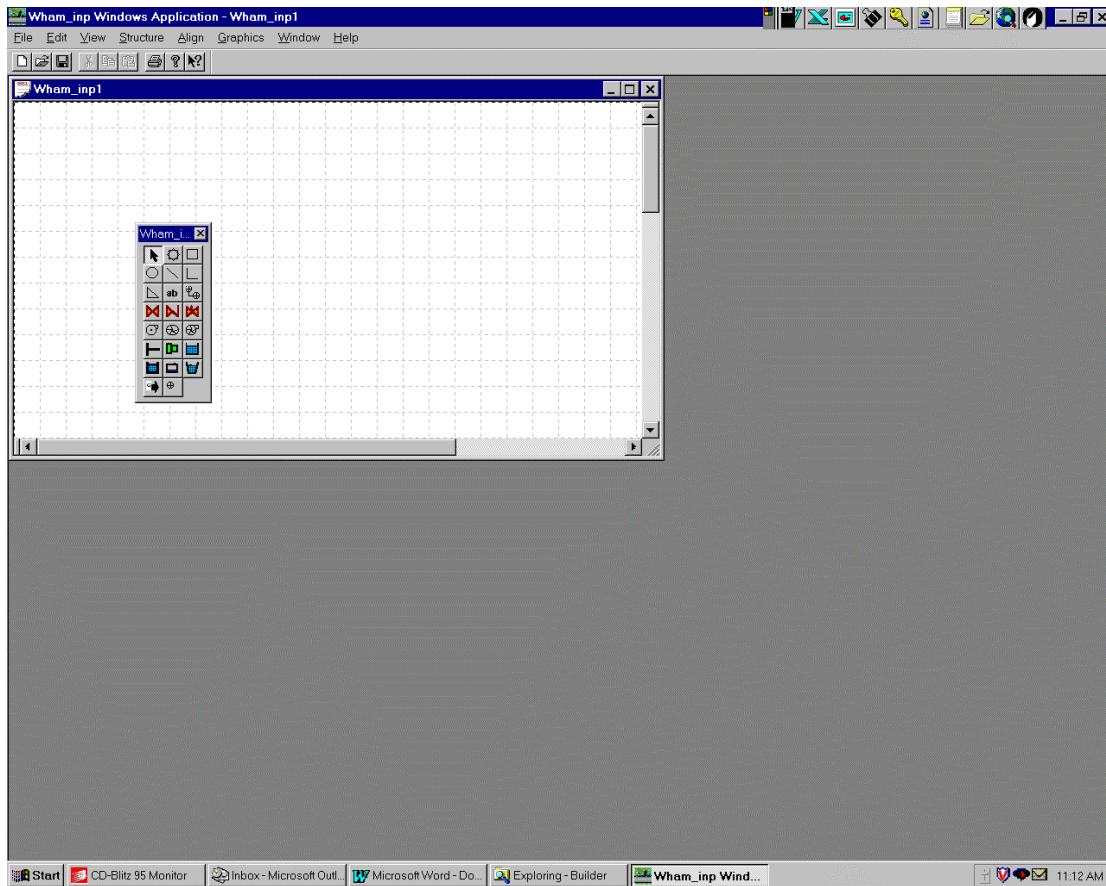 Wham_inp Windows Application - Wham_inp1
File Edit View Structure Align Graphics Window Help
Wham_inp1
Wham_i...
ab
Start CD-Blitz 95 Monitor Inbox - Microsoft Outl... Microsoft Word - Do... Exploring - Builder Wham_inp Wind... 11:12 AM